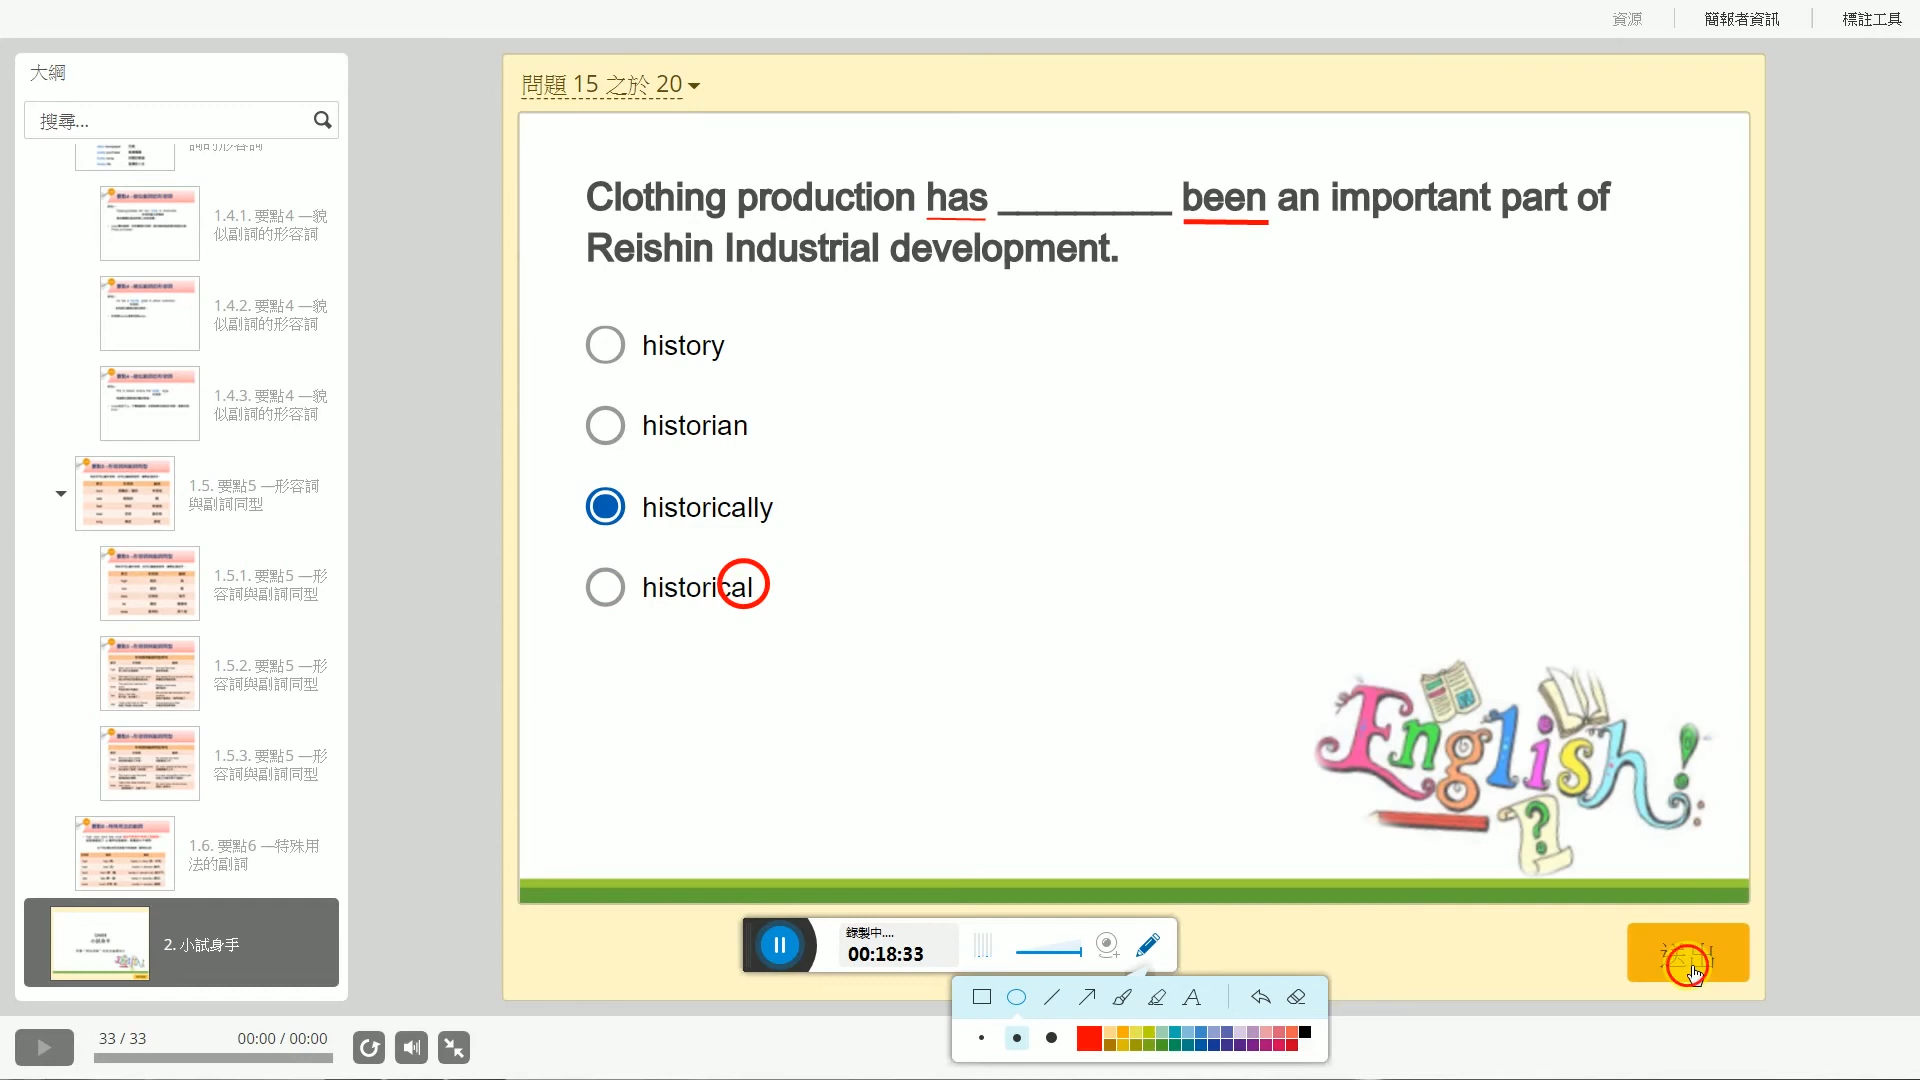 資源
簡報者資訊
標註工具
大綱
搜尋...
詞的形容詞
1.4.1. 要點4 —貌
似副詞的形容詞
1.4.2. 要點4 —貌
似副詞的形容詞
1.4.3. 要點4 —貌
似副詞的形容詞
1.5. 要點5 —形容詞
與副詞同型
1.5.1. 要點5 —形
容詞與副詞同型
1.5.2. 要點5 —形
容詞與副詞同型
1.5.3. 要點5 —形
容詞與副詞同型
1.6. 要點6 —特殊用
法的副詞
2. 小試身手
33 / 33
00:00 / 00:00
問題 15 之於 20
Clothing production has _________ been an important part of
Reishin Industrial development.
history
historian
historically
historical
English!
?
錄製中....
00:18:33
送出
A